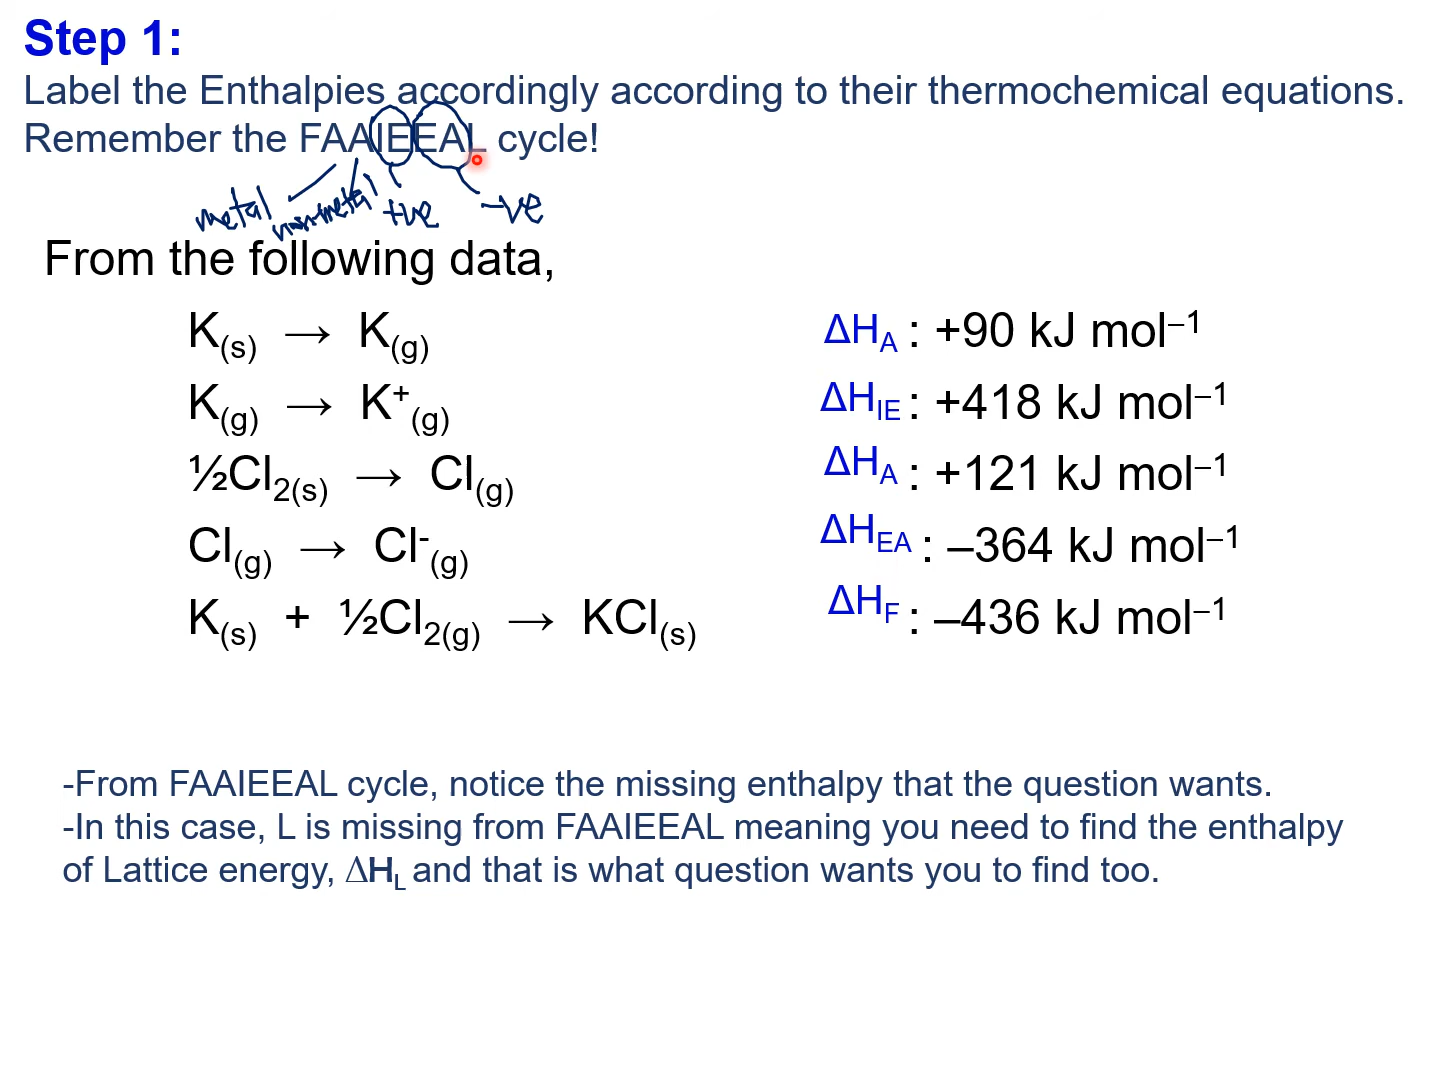 Step 1:
Label the Enthalpies accordingly according to their thermochemical equations.
Remember the FAAIEEAL cycle!
metal non-metal +ve -ve
From the following data,
K(s) → K(g) ΔHA : +90 kJ mol–1
K(g) → K+(g) ΔHIE : +418 kJ mol–1
½Cl2(s) → Cl(g) ΔHA : +121 kJ mol–1
Cl(g) → Cl-(g) ΔHEA : –364 kJ mol–1
K(s) + ½Cl2(g) → KCl(s) ΔHF : –436 kJ mol–1
-From FAAIEEAL cycle, notice the missing enthalpy that the question wants.
-In this case, L is missing from FAAIEEAL meaning you need to find the enthalpy
of Lattice energy, ΔHL and that is what question wants you to find too.